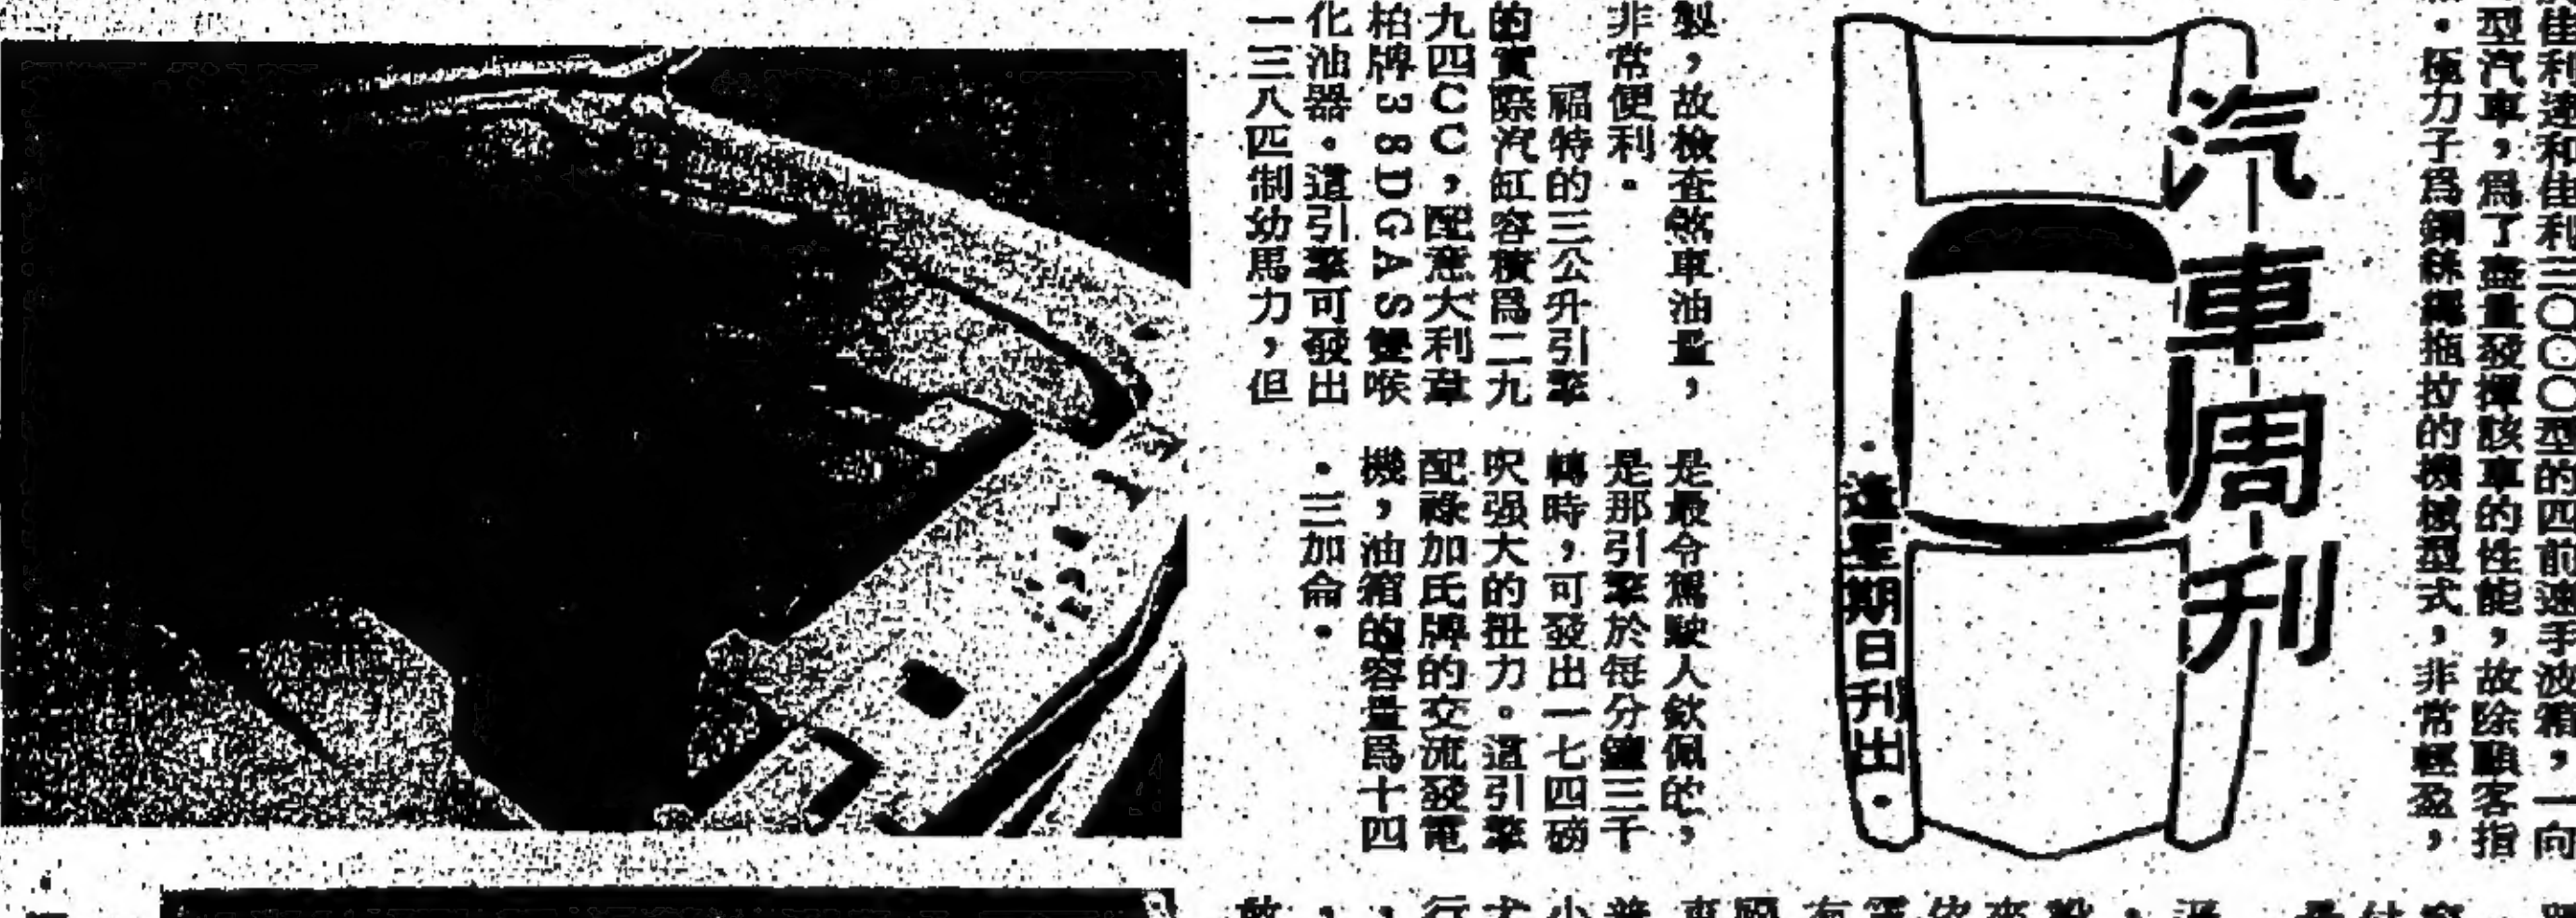 佳利速和佳利三〇〇〇型的四前速手波箱，一向
型汽車，爲了盡量發揮該車的性能，故除顧客指
・極力子爲鋼絲繩拖拉的機械型式，非常輕盈，
汽車周刊
・逢星期日刊出・
製，故檢查煞車油量，
非常便利・
福特的三公升引擎
的實際汽缸容積爲二九
九四CC，配意大利韋
柏牌38DGAS雙喉
化油器。這引擎可發出
一三八匹制動馬力，但
是最令駕駛人欽佩的，
是那引擎於每分鐘三千
轉時，可發出一七四磅
呎强大的扭力。這引擎
配祿加氏牌的交流發電
機，油箱的容量爲十四
・三加侖・